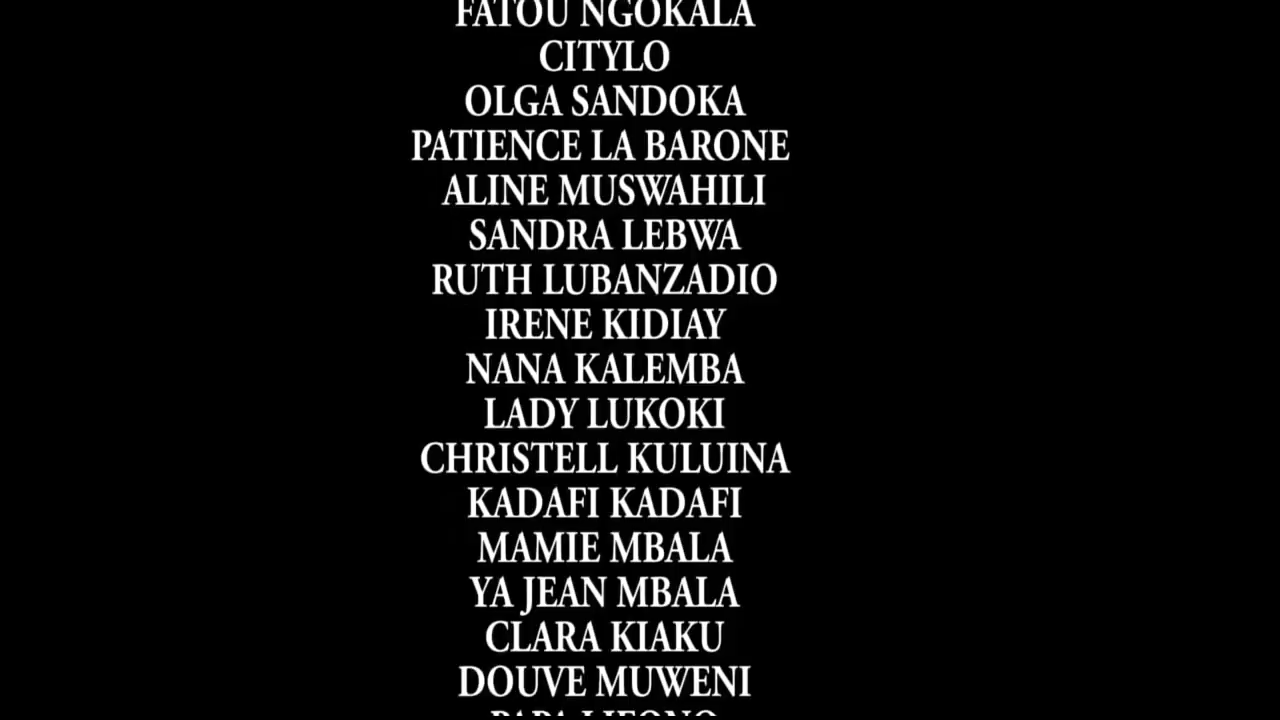 FATOU NGOKALA
CITYLO
OLGA SANDOKA
PATIENCE LA BARONE
ALINE MUSWAHILI
SANDRA LEBWA
RUTH LUBANZADIO
IRENE KIDIAY
NANA KALEMBA
LADY LUKOKI
CHRISTELL KULUINA
KADAFI KADAFI
MAMIE MBALA
YA JEAN MBALA
CLARA KIAKU
DOUVE MUWENI
PAPA